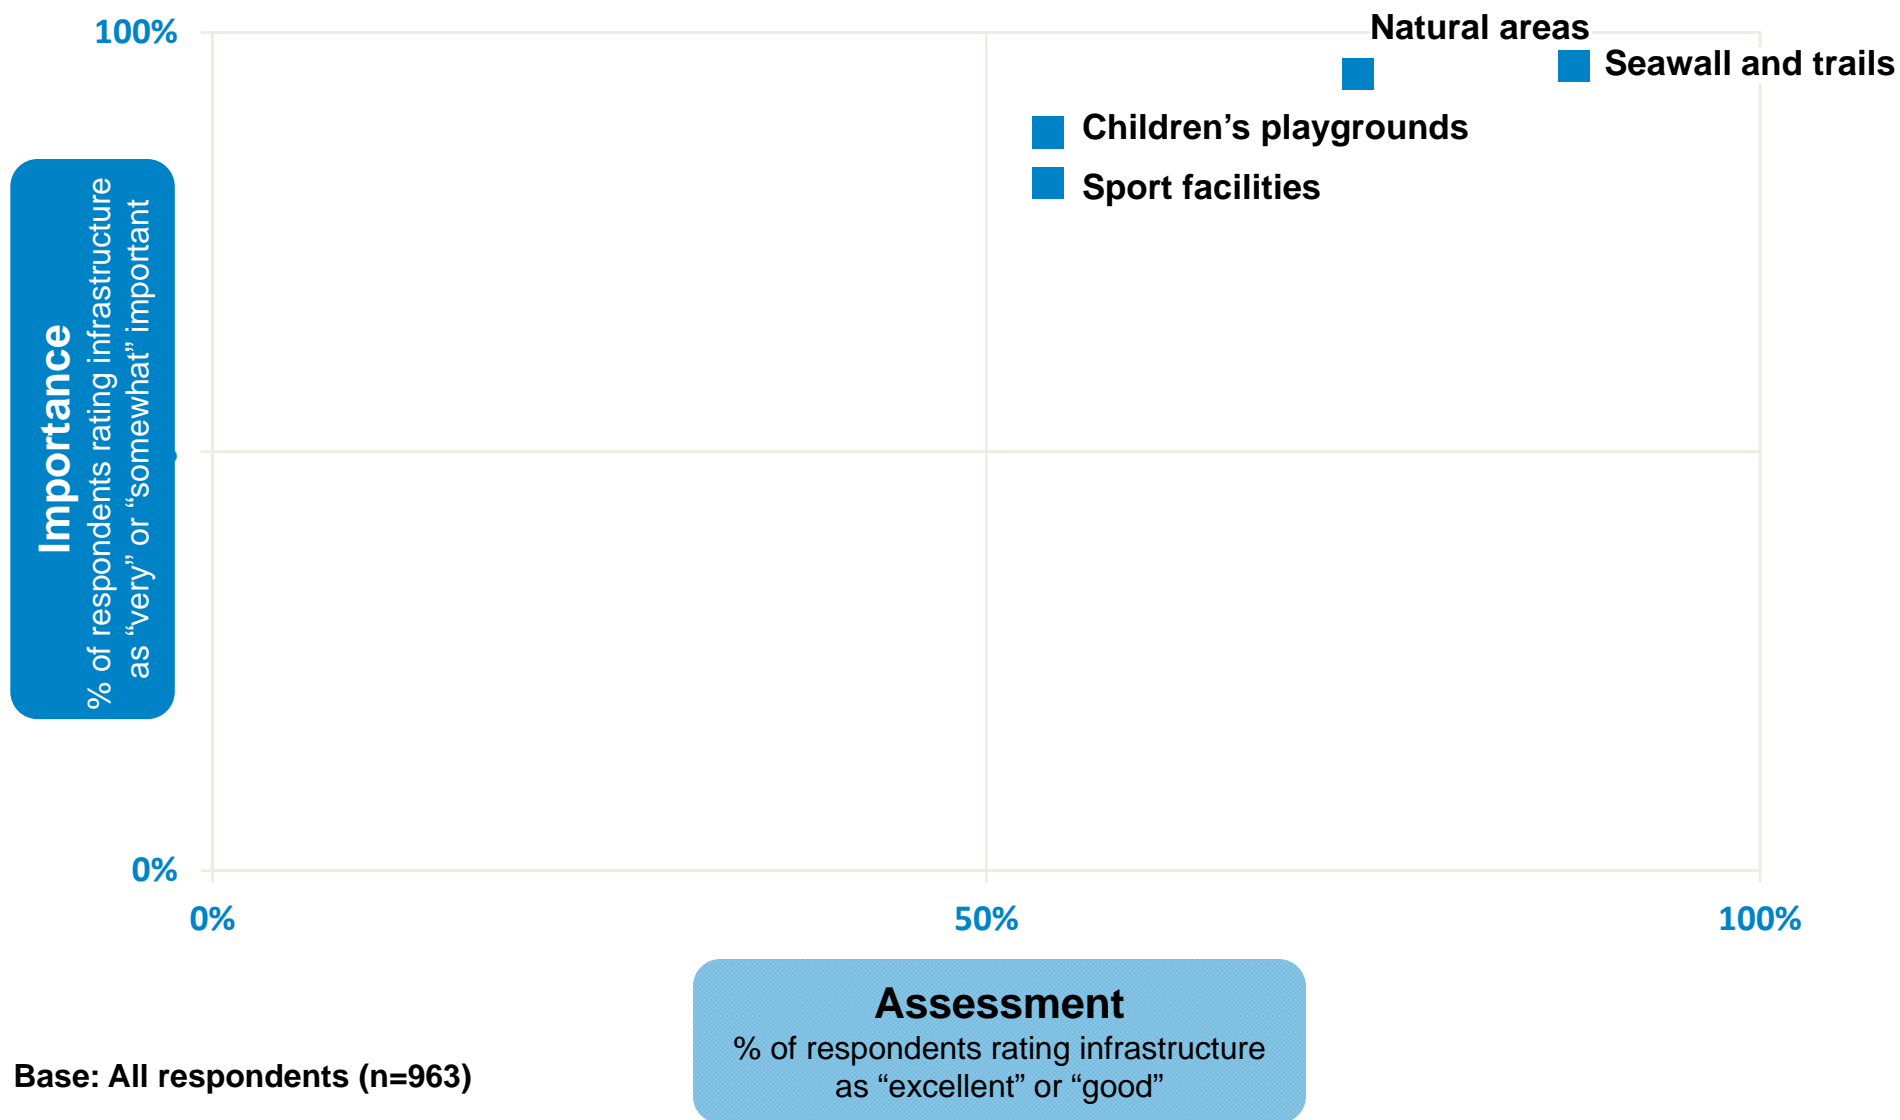 100%
Natural areas
Seawall and trails
Children’s playgrounds
Sport facilities
Importance
% of respondents rating infrastructure
as “very” or “somewhat” important
0%
0%
50%
100%
Assessment
% of respondents rating infrastructure
as “excellent” or “good”
Base: All respondents (n=963)